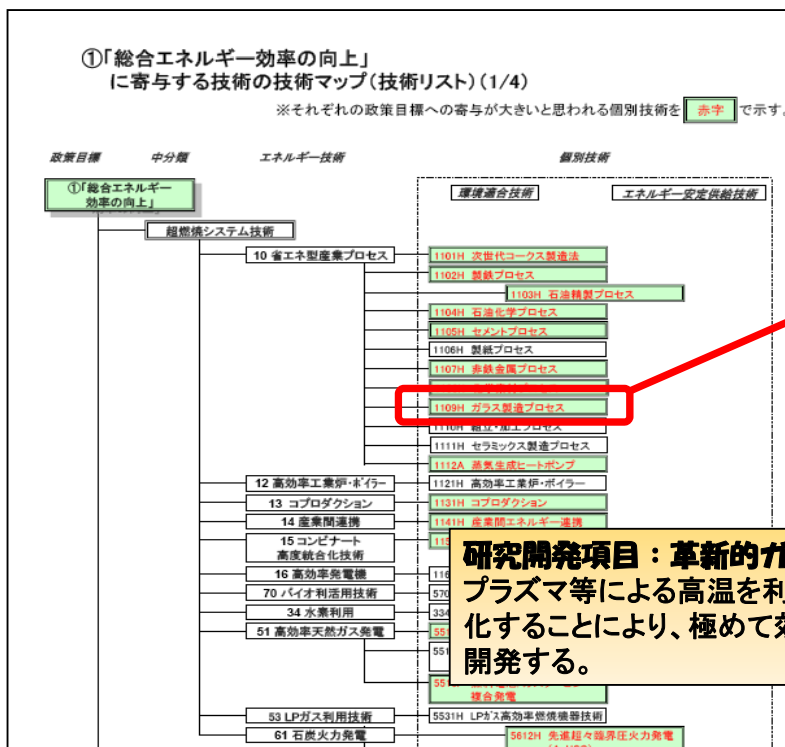 ①「総合エネルギー効率の向上」
に寄与する技術の技術マップ(技術リスト)(1/4)
※それぞれの政策目標への寄与が大きいと思われる個別技術を 赤字 で示す。
政策目標 中分類 エネルギー技術 個別技術
①「総合エネルギー
効率の向上」
環境適合技術 エネルギー安定供給技術
超燃焼システム技術
10 省エネ型産業プロセス 1101H 次世代コークス製造法
1102H 製鉄プロセス
1103H 石油精製プロセス
1104H 石油化学プロセス
1105H セメントプロセス
1106H 製紙プロセス
1107H 非鉄金属プロセス
1109H ガラス製造プロセス
1110H 組立・加工プロセス
1111H セラミックス製造プロセス
1112A 蒸気生成ヒートポンプ
12 高効率工業炉・ボイラー 1121H 高効率工業炉・ボイラー
13 コプロダクション 1131H コプロダクション
14 産業間連携 1141H 産業間エネルギー連携
15 コンビナート
高度統合化技術
16 高効率発電機
70 バイオ利活用技術
34 水素利用
51 高効率天然ガス発電
複合発電
53 LPガス利用技術 5531H LPガス高効率燃焼機器技術
61 石炭火力発電 5612H 先進超々臨界圧火力発電
研究開発項目:革新的ガ
プラズマ等による高温を利
化することにより、極めて効
開発する。